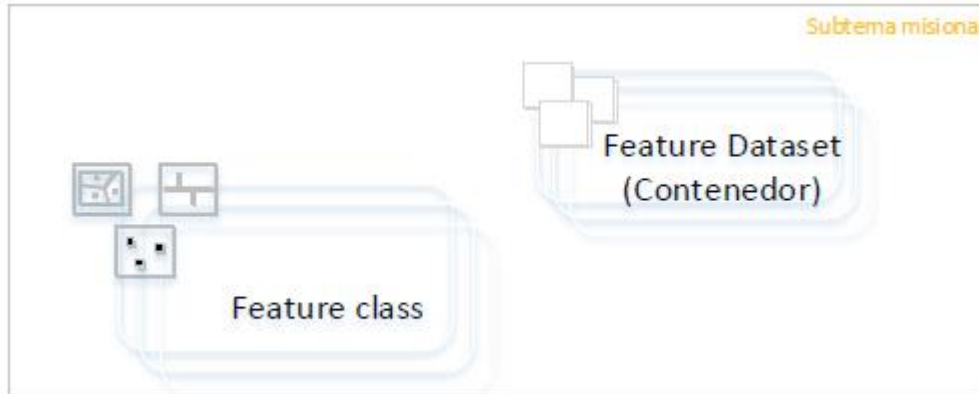 Subtema misiona
Feature Dataset
(Contenedor)
Feature class